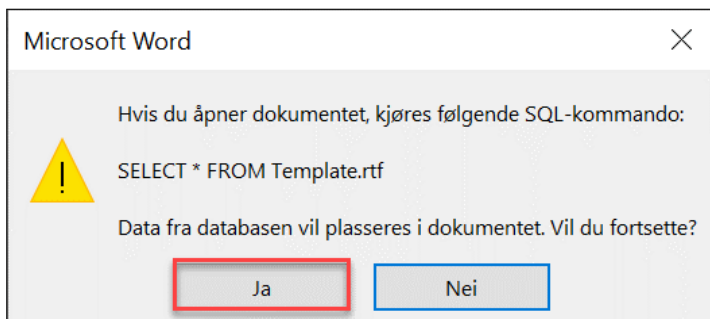 Microsoft Word
Hvis du åpner dokumentet, kjøres følgende SQL-kommando:
SELECT * FROM Template.rtf
Data fra databasen vil plasseres i dokumentet. Vil du fortsette?
Ja Nei